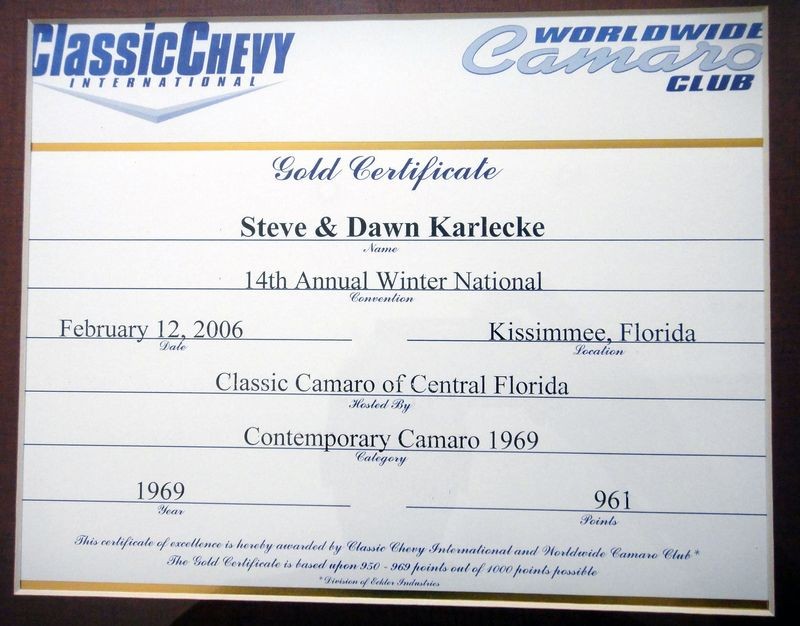 ClassicChevy
INTERNATIONAL
WORLDWIDE
Camaro
CLUB
Gold Certificate
Steve & Dawn Karlecke
Name
14th Annual Winter National
Convention
February 12, 2006
Date
Kissimmee, Florida
Location
Classic Camaro of Central Florida
Hosted By
Contemporary Camaro 1969
Category
1969
Year
961
Points
This certificate of excellence is hereby awarded by Classic Chevy International and Worldwide Camaro Club*
The Gold Certificate is based upon 950 - 969 points out of 1000 points possible
*Division of Eckler Industries